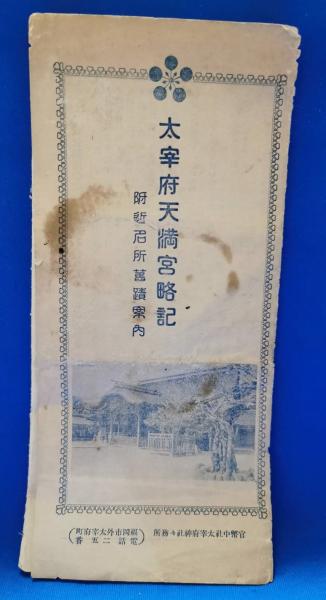 太宰府天満宮略記
附近名所舊蹟案内
官幣中社太宰府神社々務所
福岡市外太宰府町
電話二五番